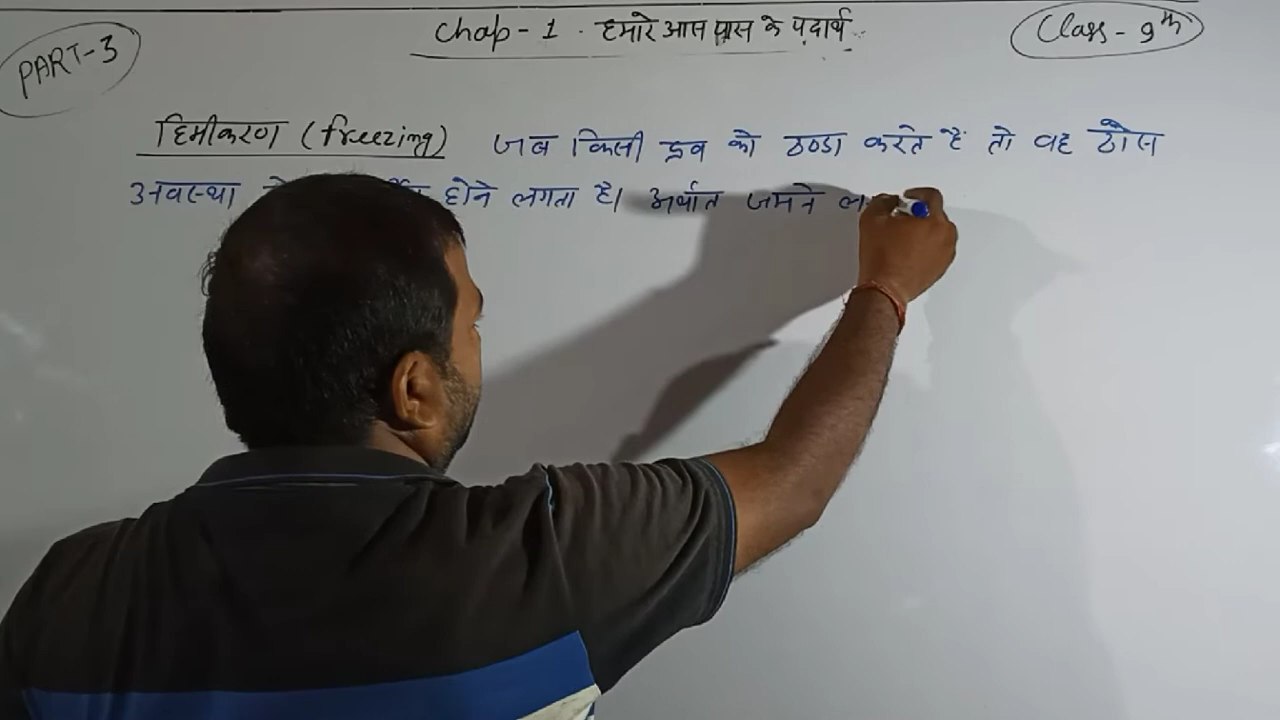 PART-3
Chap-1. हमारे आस पास के पदार्थ
Class-9th
हिमीकरण (freezing) जब किसी द्रव को ठण्डा करते हैं तो वह ठोस
अवस्था होने लगता है। अर्थात जमने